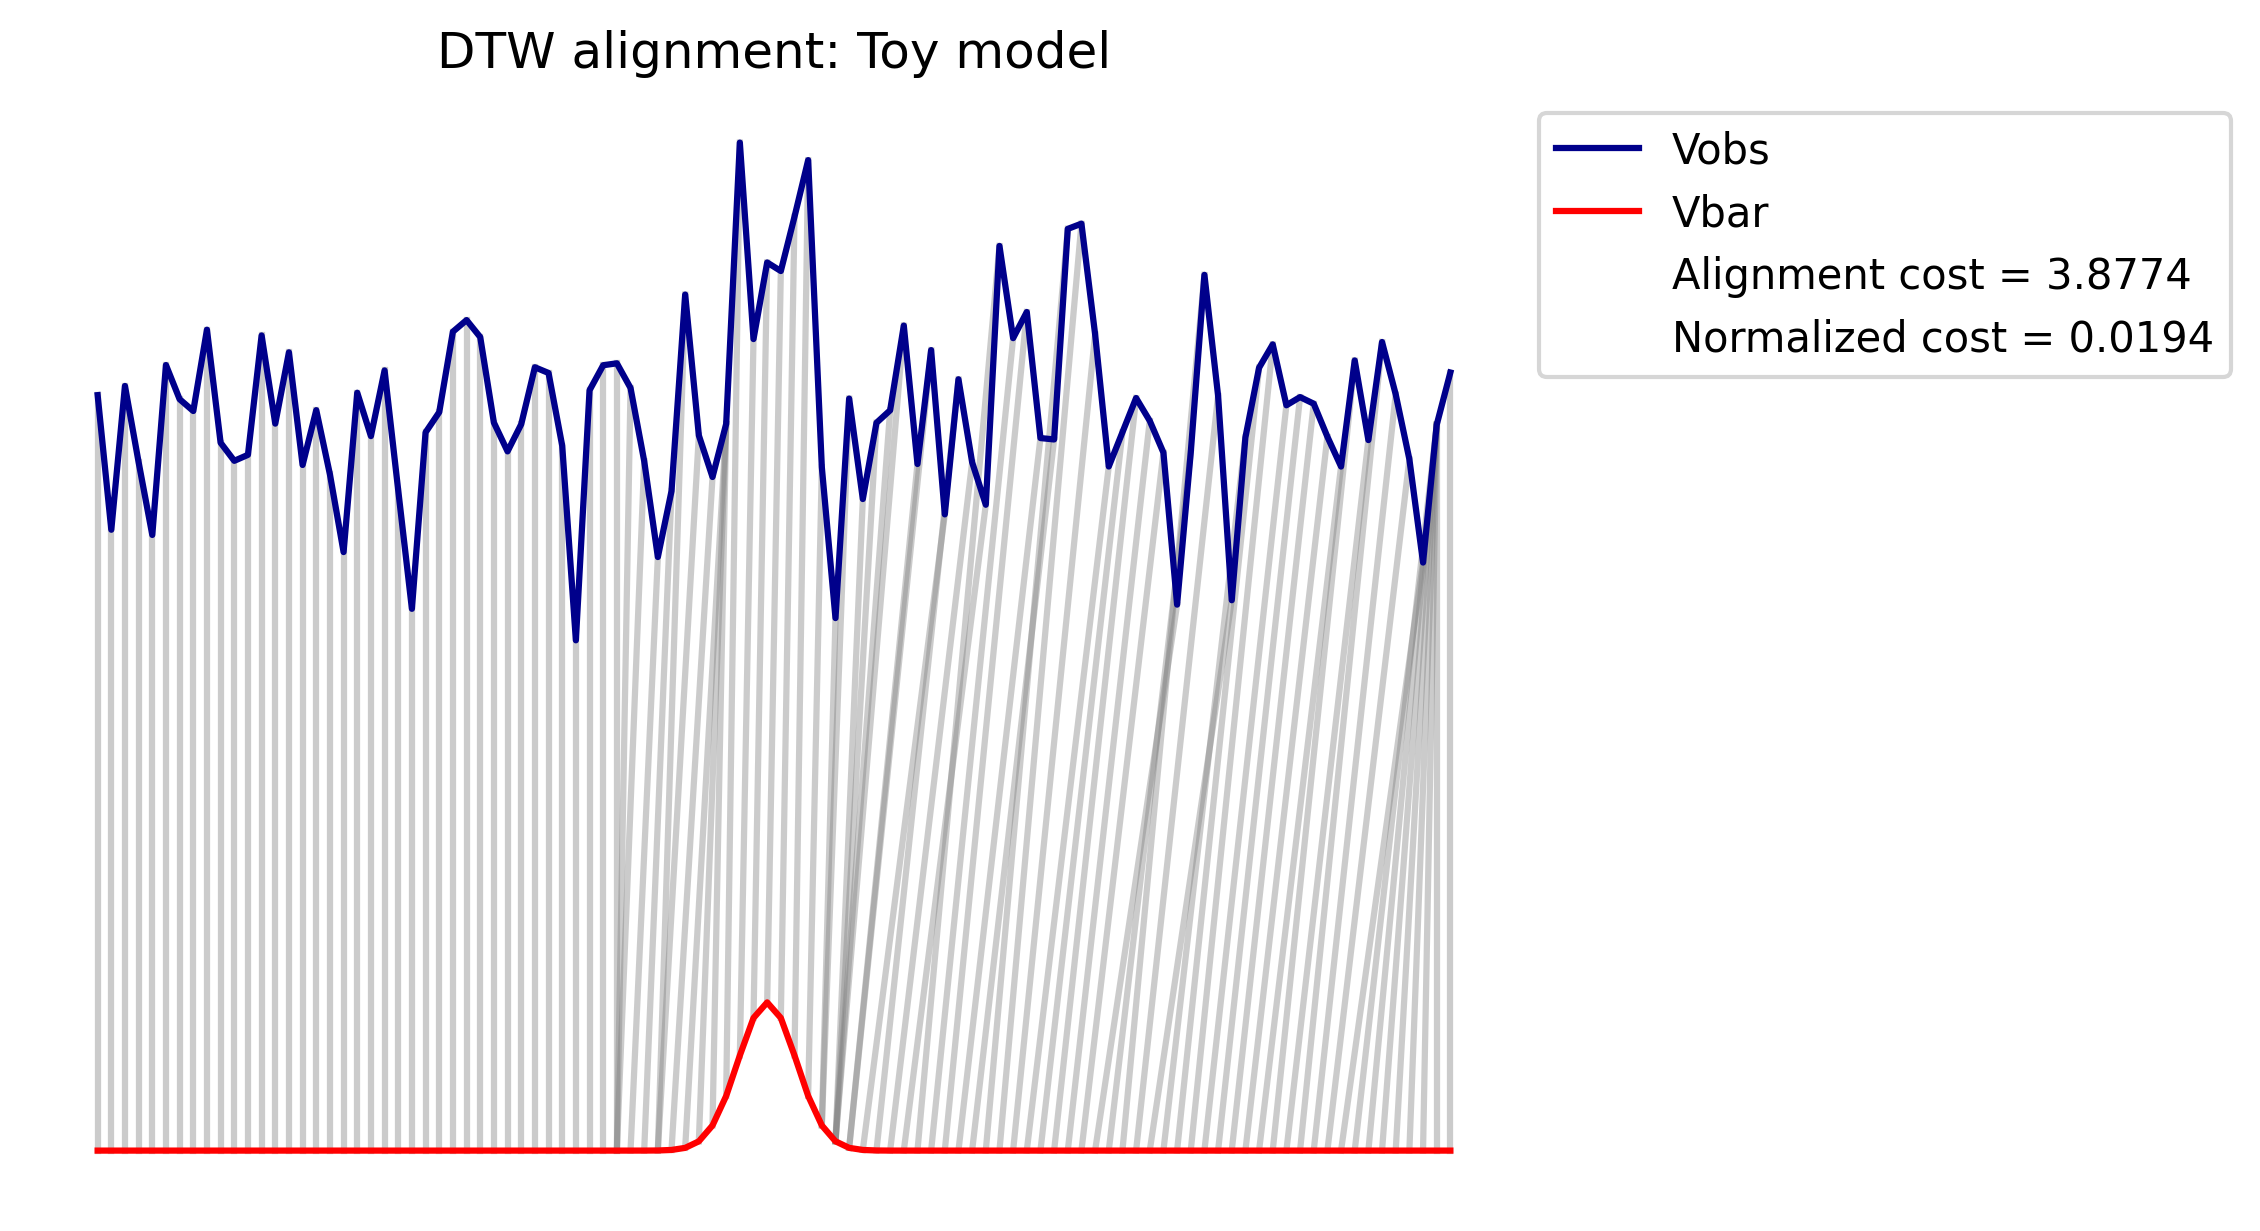 DTW alignment: Toy model
Vobs
Vbar
Alignment cost = 3.8774
Normalized cost = 0.0194